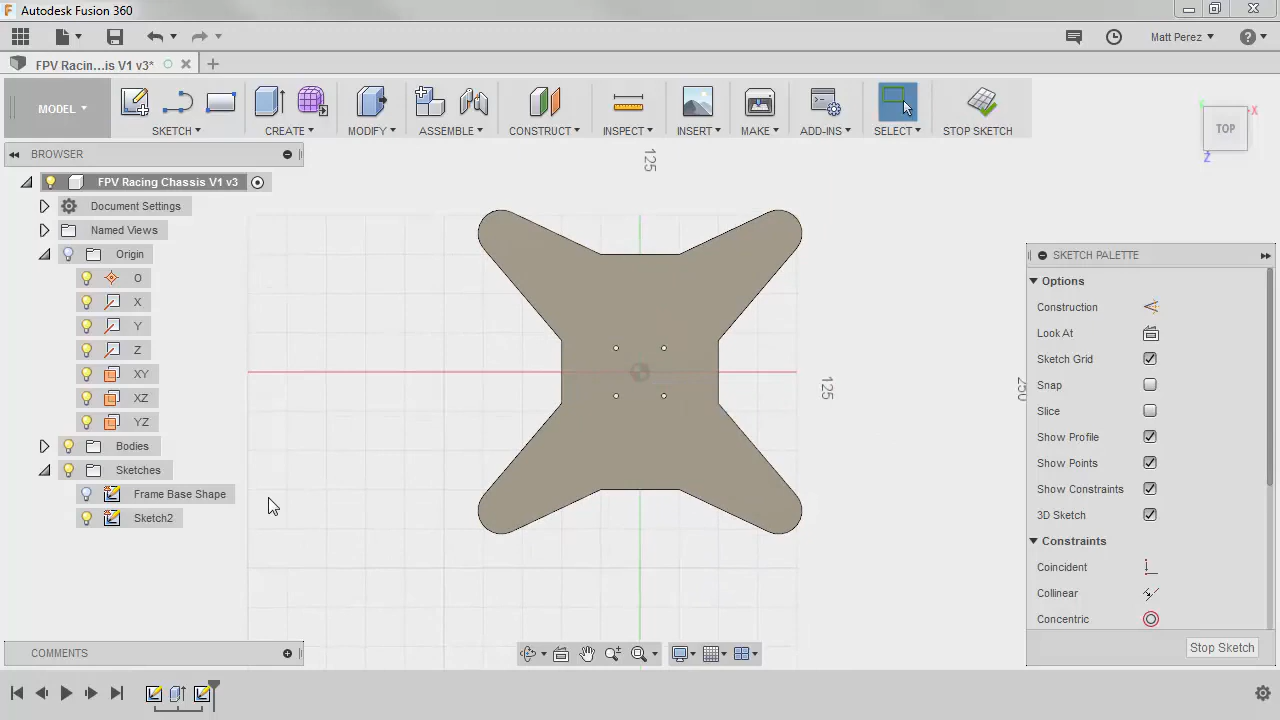 Autodesk Fusion 360
Matt Perez
FPV Racin...is V1 v3*
MODEL
SKETCH
CREATE
MODIFY
ASSEMBLE
CONSTRUCT
INSPECT
INSERT
MAKE
ADD-INS
SELECT
STOP SKETCH
TOP
X
Z
BROWSER
125
FPV Racing Chassis V1 v3
Document Settings
Named Views
Origin
O
X
Y
Z
XY
XZ
YZ
Bodies
Sketches
Frame Base Shape
Sketch2
125
250
SKETCH PALETTE
Options
Construction
Look At
Sketch Grid
Snap
Slice
Show Profile
Show Points
Show Constraints
3D Sketch
Constraints
Coincident
Collinear
Concentric
Stop Sketch
COMMENTS